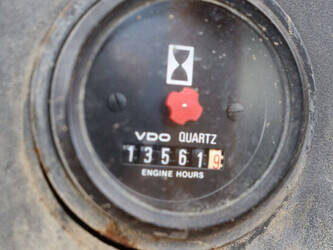 VDO QUARTZ
135619
ENGINE HOURS